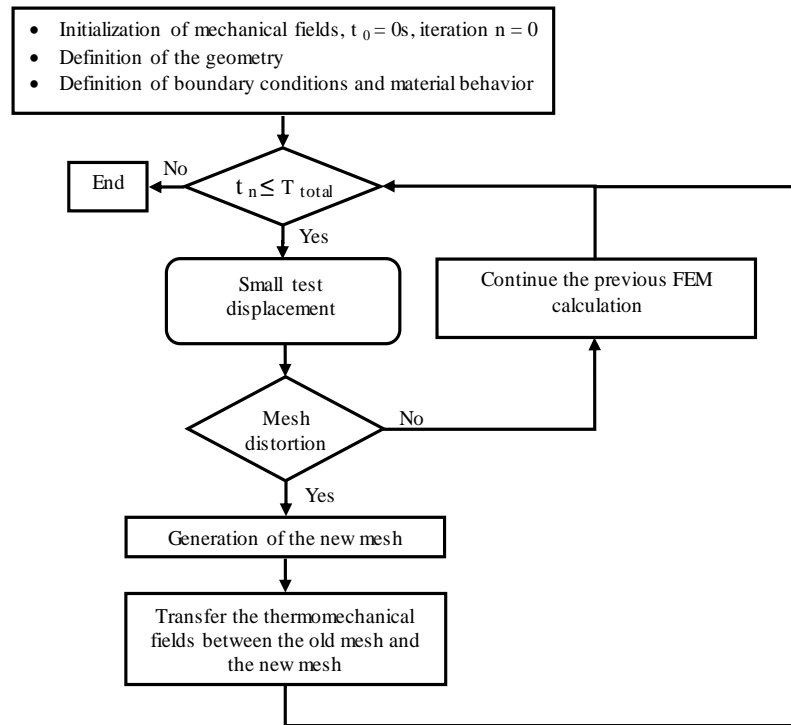 • Initialization of mechanical fields, t 0 = 0s, iteration n = 0
• Definition of the geometry
• Definition of boundary conditions and material behavior
No
End
t n ≤ T total
Yes
Small test
displacement
Continue the previous FEM
calculation
Mesh
distortion
No
Yes
Generation of the new mesh
Transfer the thermomechanical
fields between the old mesh and
the new mesh